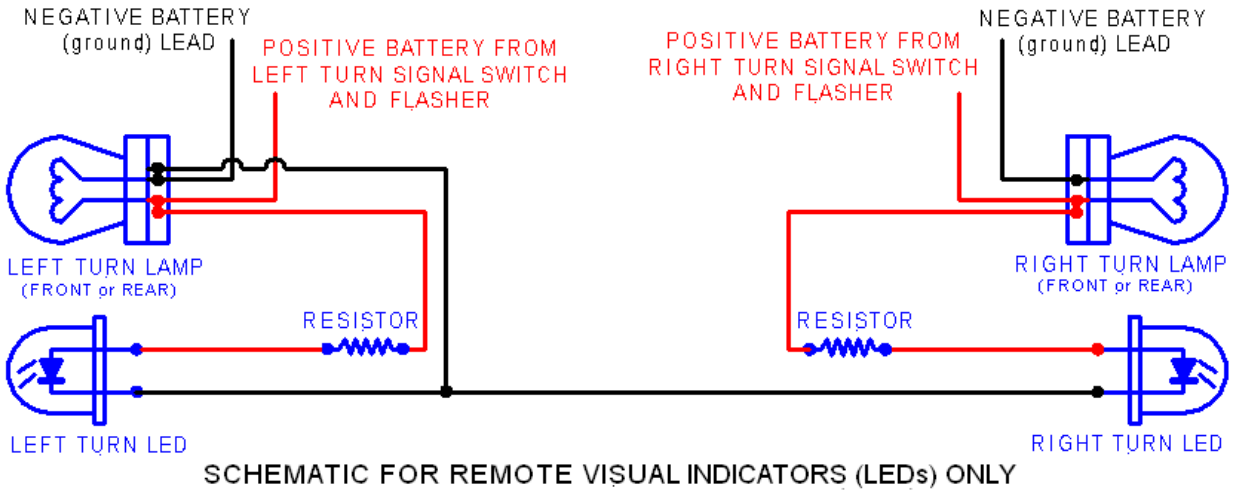 NEGATIVE BATTERY
(ground) LEAD
POSITIVE BATTERY FROM
LEFT TURN SIGNAL SWITCH
AND FLASHER
POSITIVE BATTERY FROM
RIGHT TURN SIGNAL SWITCH
AND FLASHER
NEGATIVE BATTERY
(ground) LEAD
LEFT TURN LAMP
(FRONT or REAR)
RIGHT TURN LAMP
(FRONT or REAR)
RESISTOR
RESISTOR
LEFT TURN LED
RIGHT TURN LED
SCHEMATIC FOR REMOTE VISUAL INDICATORS (LEDs) ONLY